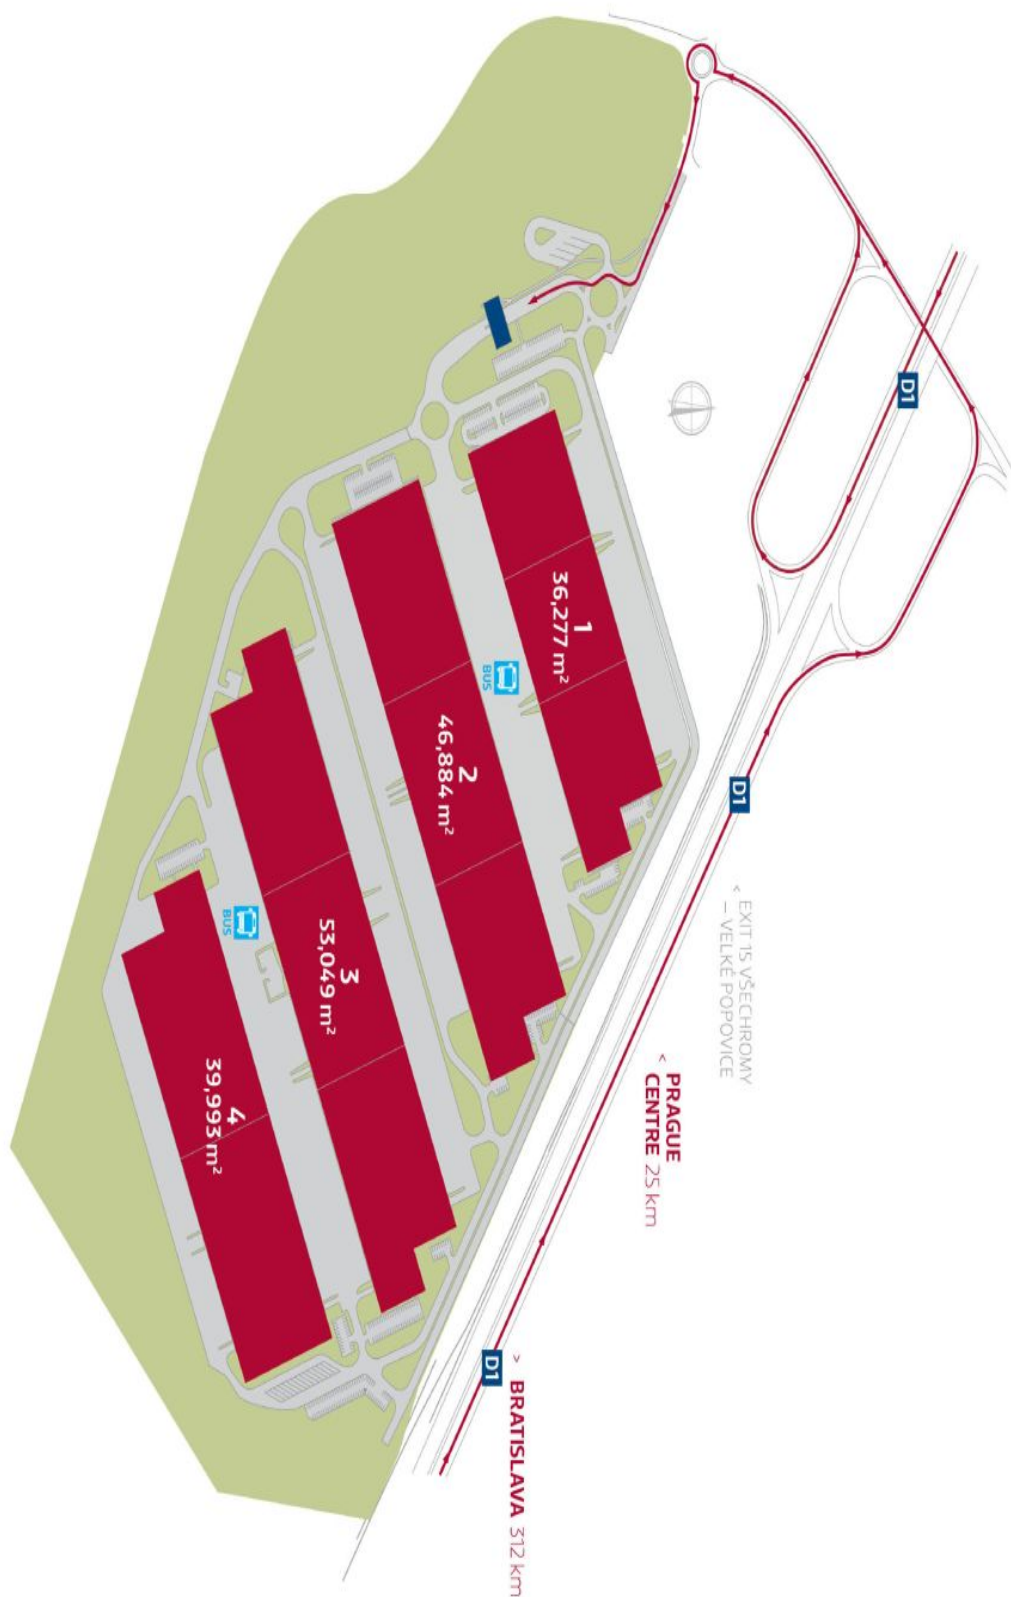 D1
1
36,277 m²
BUS
2
46,884 m²
D1
< EXIT 15 VŠECHROMY
– VELKÉ POPOVICE
< PRAGUE
CENTRE 25 km
3
53,049 m²
BUS
4
39,993 m²
D1
> BRATISLAVA 312 km